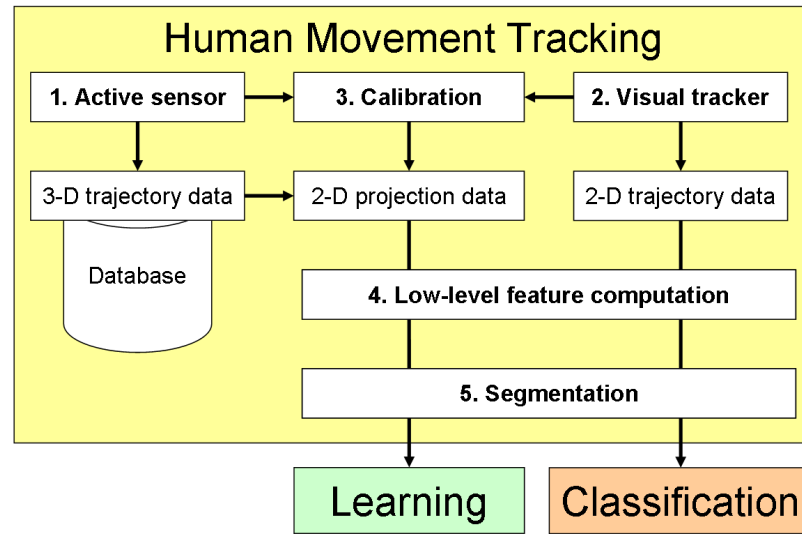 Human Movement Tracking
1. Active sensor
3. Calibration
2. Visual tracker
3-D trajectory data
2-D projection data
2-D trajectory data
Database
4. Low-level feature computation
5. Segmentation
Learning
Classification